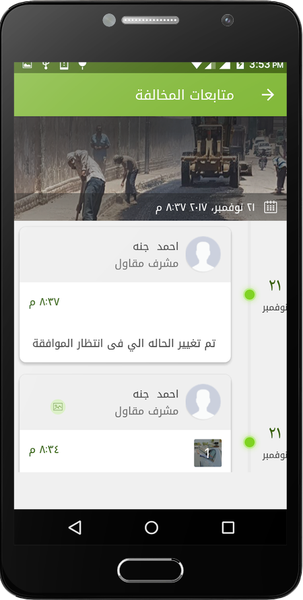 3:53 PM
متابعات المخالفة
٢١ نوفمبر، ٢٠١٧ ٨:٣٧ م
احمد جنه
مشرف مقاول
٢١
نوفمبر
٨:٣٧ م
تم تغيير الحاله الي فى انتظار الموافقة
احمد جنه
مشرف مقاول
٢١
نوفمبر
٨:٣٤ م